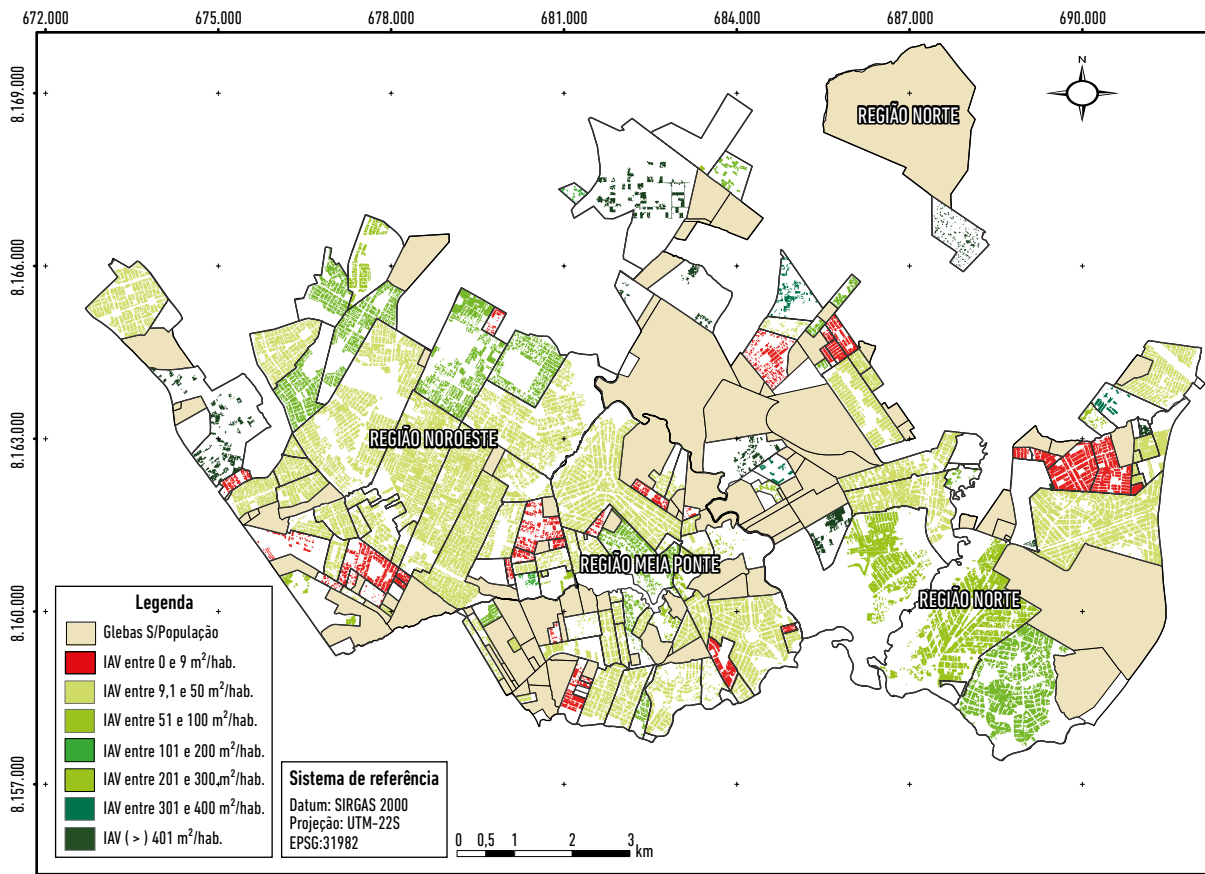 672.000 675.000 678.000 681.000 684.000 687.000 690.000
N
8.169.000
8.166.000
8.163.000
8.160.000
8.157.000
REGIÃO NORTE
REGIÃO NOROESTE
REGIÃO MEIA PONTE
REGIÃO NORTE
Legenda
Glebas S/População
IAV entre 0 e 9 m²/hab.
IAV entre 9,1 e 50 m²/hab.
IAV entre 51 e 100 m²/hab.
IAV entre 101 e 200 m²/hab.
IAV entre 201 e 300 m²/hab.
IAV entre 301 e 400 m²/hab.
IAV ( > ) 401 m²/hab.
Sistema de referência
Datum: SIRGAS 2000
Projeção: UTM-22S
EPSG:31982
0 0,5 1 2 3
km